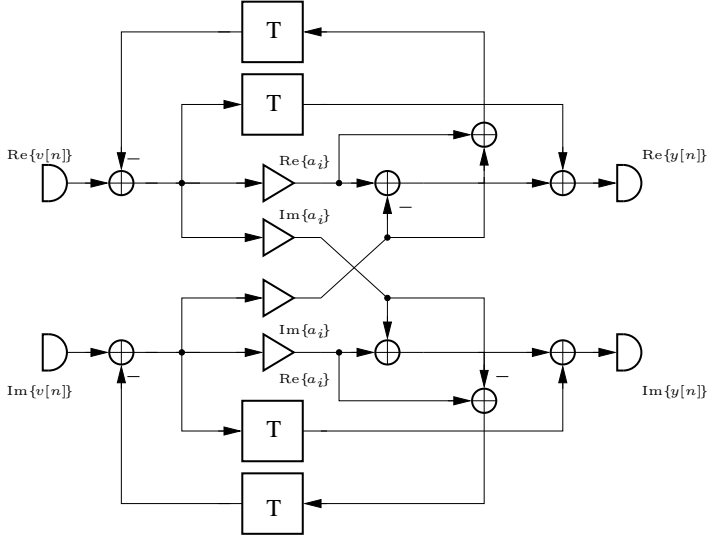 T
T
Re{v[n]}
−
Re{a_i}
Re{y[n]}
Im{a_i}
−
Im{a_i}
−
Re{a_i}
−
Im{v[n]}
Im{y[n]}
T
T